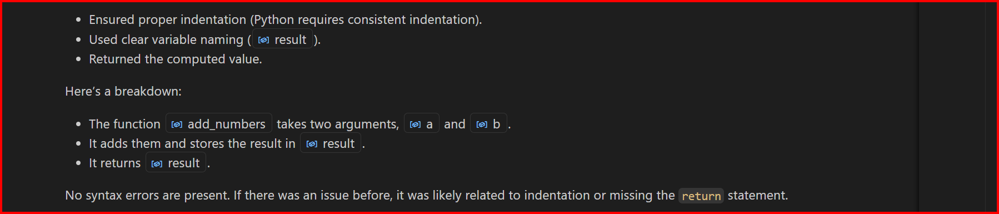 • Ensured proper indentation (Python requires consistent indentation).
• Used clear variable naming ( result ).
• Returned the computed value.
Here’s a breakdown:
• The function add_numbers takes two arguments, a and b .
• It adds them and stores the result in result .
• It returns result .
No syntax errors are present. If there was an issue before, it was likely related to indentation or missing the return statement.